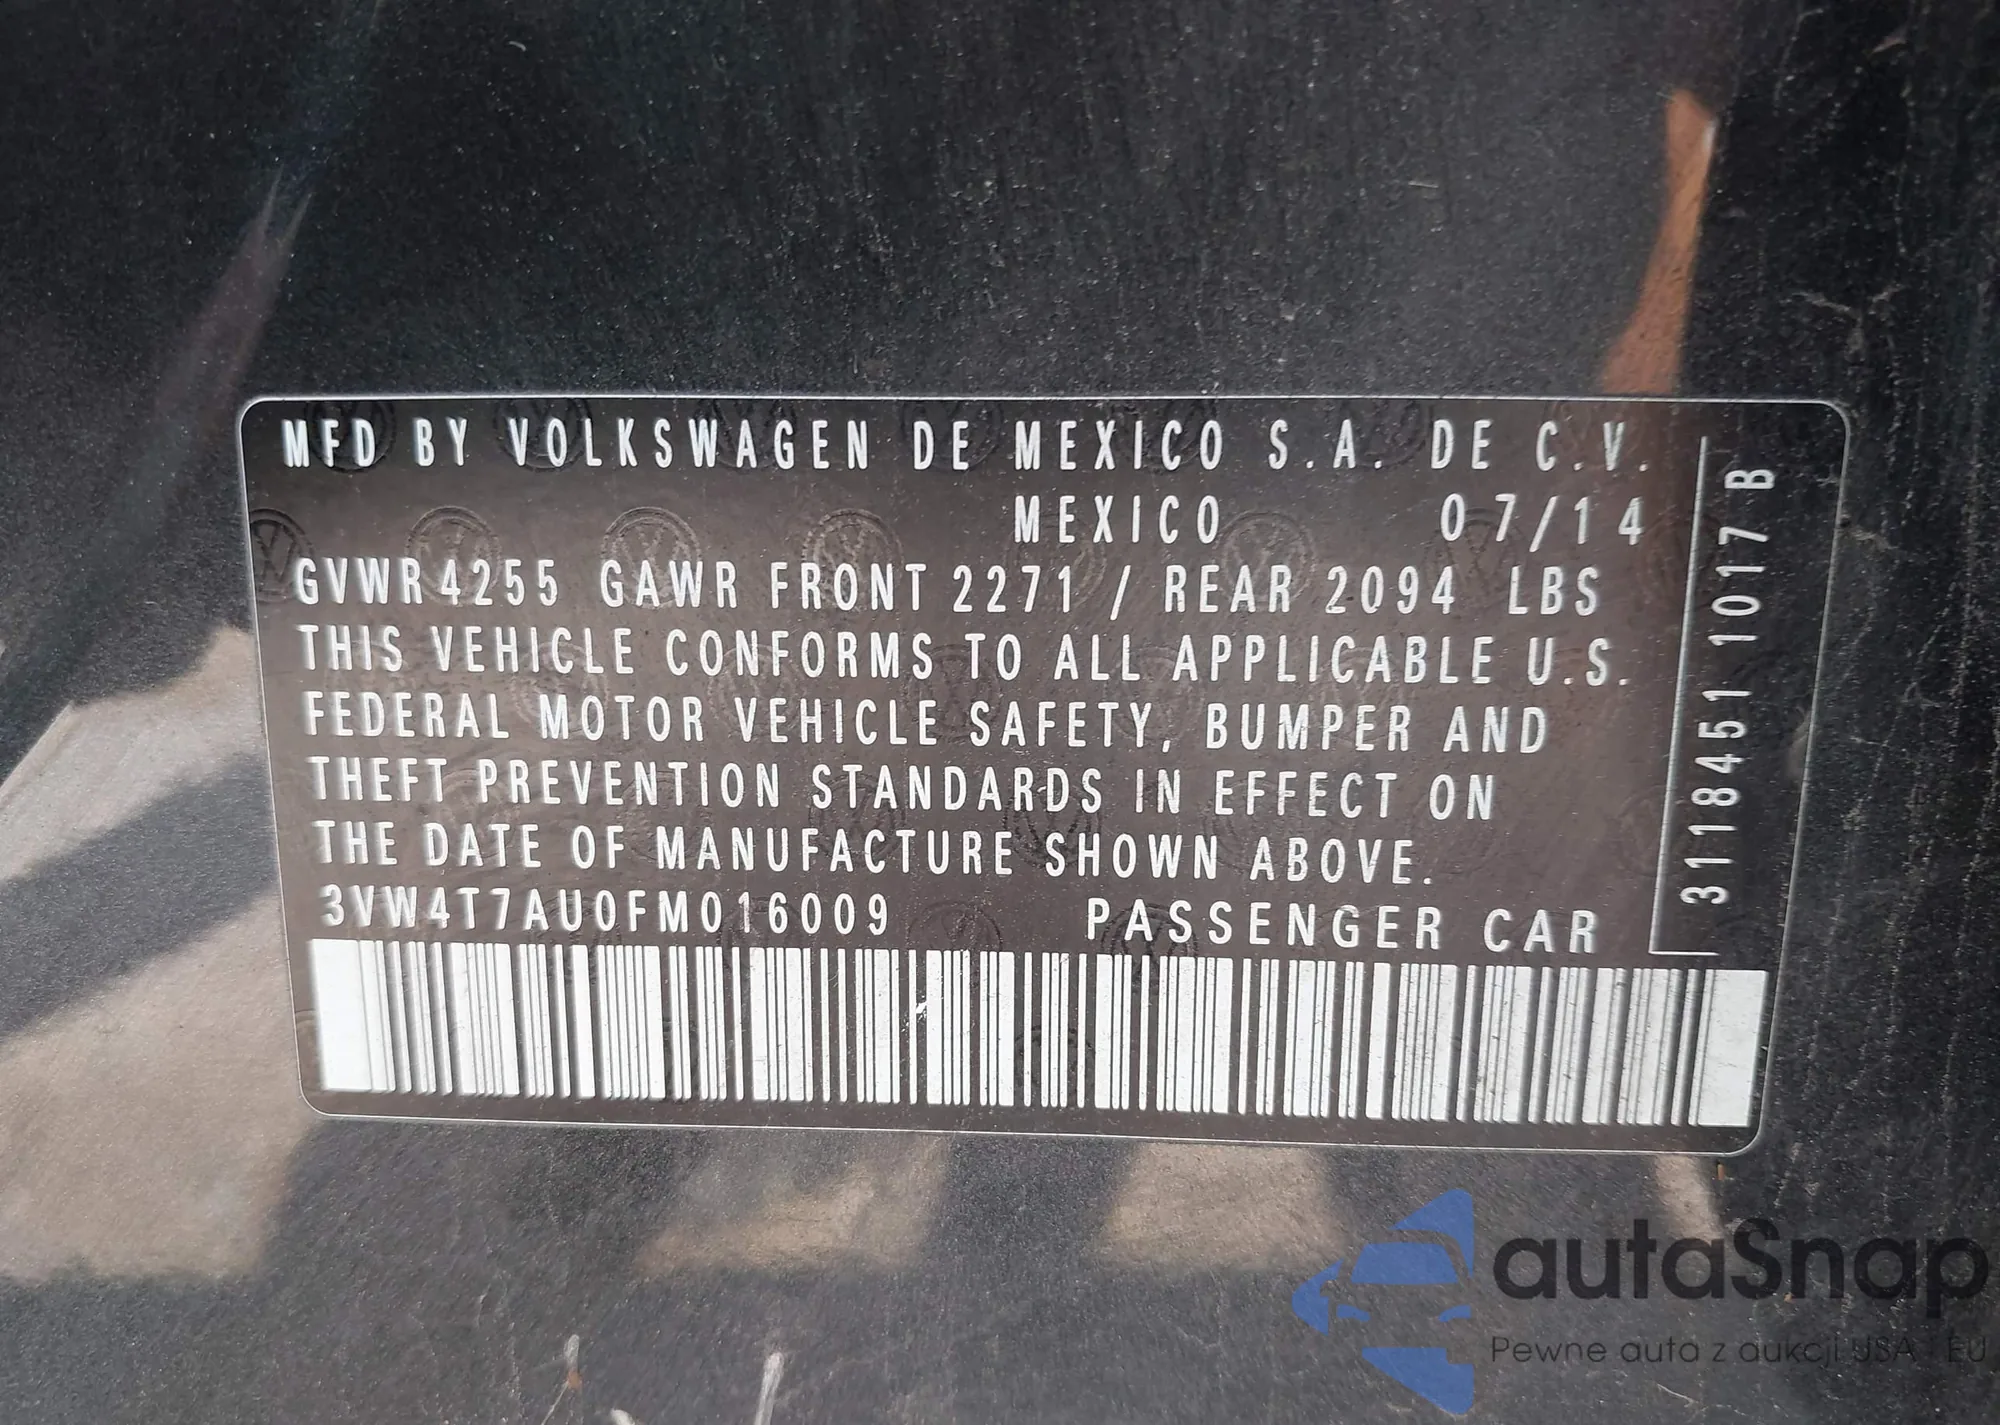 MFD BY VOLKSWAGEN DE MEXICO S.A. DE C.V.
MEXICO 07/14
GVWR 4255 GAWR FRONT 2271 / REAR 2094 LBS
THIS VEHICLE CONFORMS TO ALL APPLICABLE U.S.
FEDERAL MOTOR VEHICLE SAFETY, BUMPER AND
THEFT PREVENTION STANDARDS IN EFFECT ON
THE DATE OF MANUFACTURE SHOWN ABOVE.
3VW4T7AU0FM016009 PASSENGER CAR
3118451 1017 B
autaSnap
Pewne auta z aukcji USA - EU